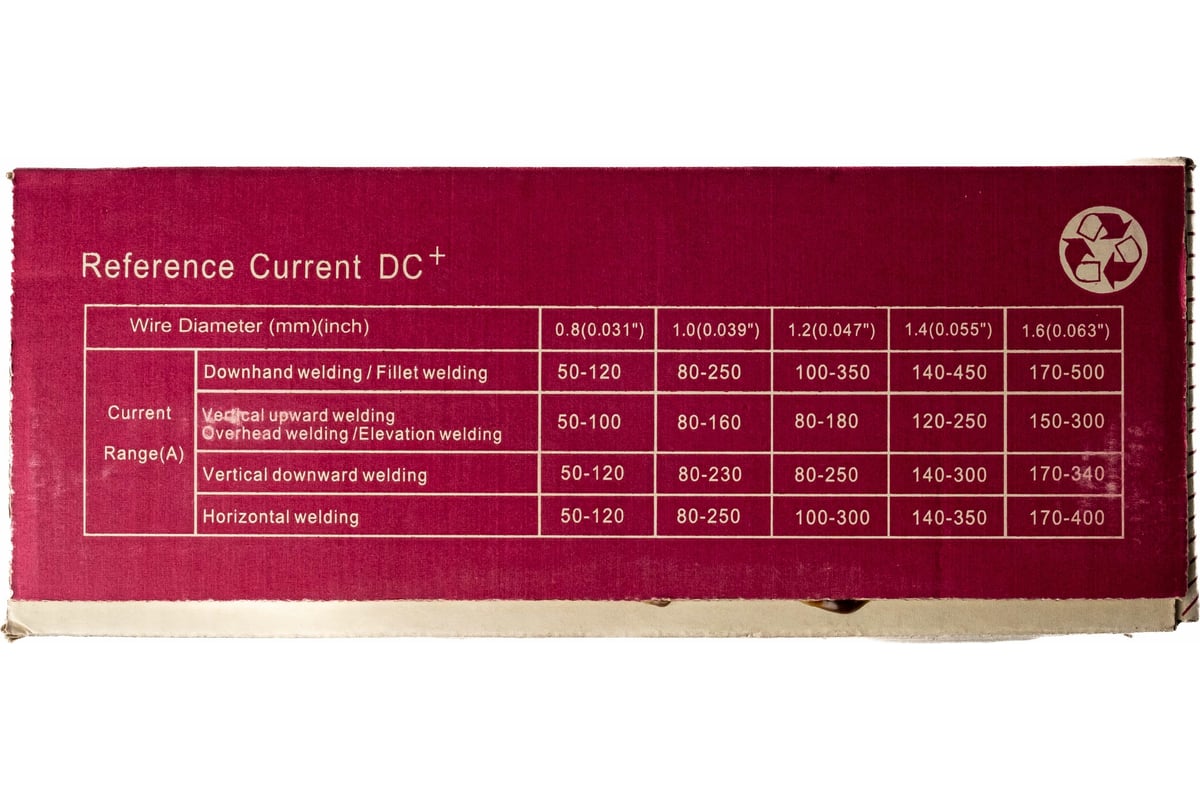 Reference Current DC+
Wire Diameter (mm)(inch) 0.8(0.031") 1.0(0.039") 1.2(0.047") 1.4(0.055") 1.6(0.063")
Current Range(A)
Downhand welding / Fillet welding 50-120 80-250 100-350 140-450 170-500
Vertical upward welding
Overhead welding /Elevation welding 50-100 80-160 80-180 120-250 150-300
Vertical downward welding 50-120 80-230 80-250 140-300 170-340
Horizontal welding 50-120 80-250 100-300 140-350 170-400